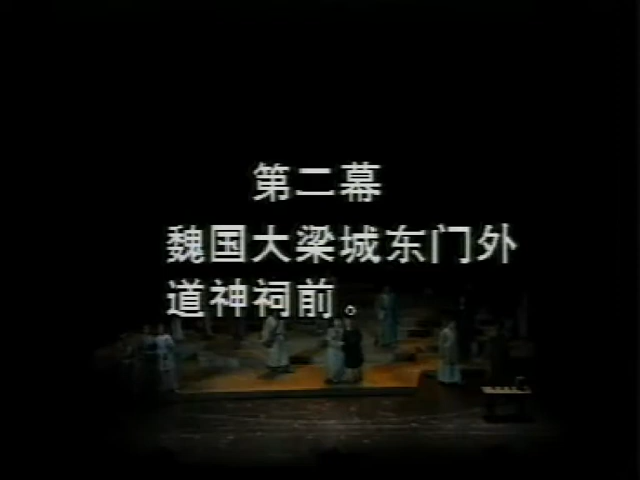 第二幕
魏国大梁城东门外
道神祠前。